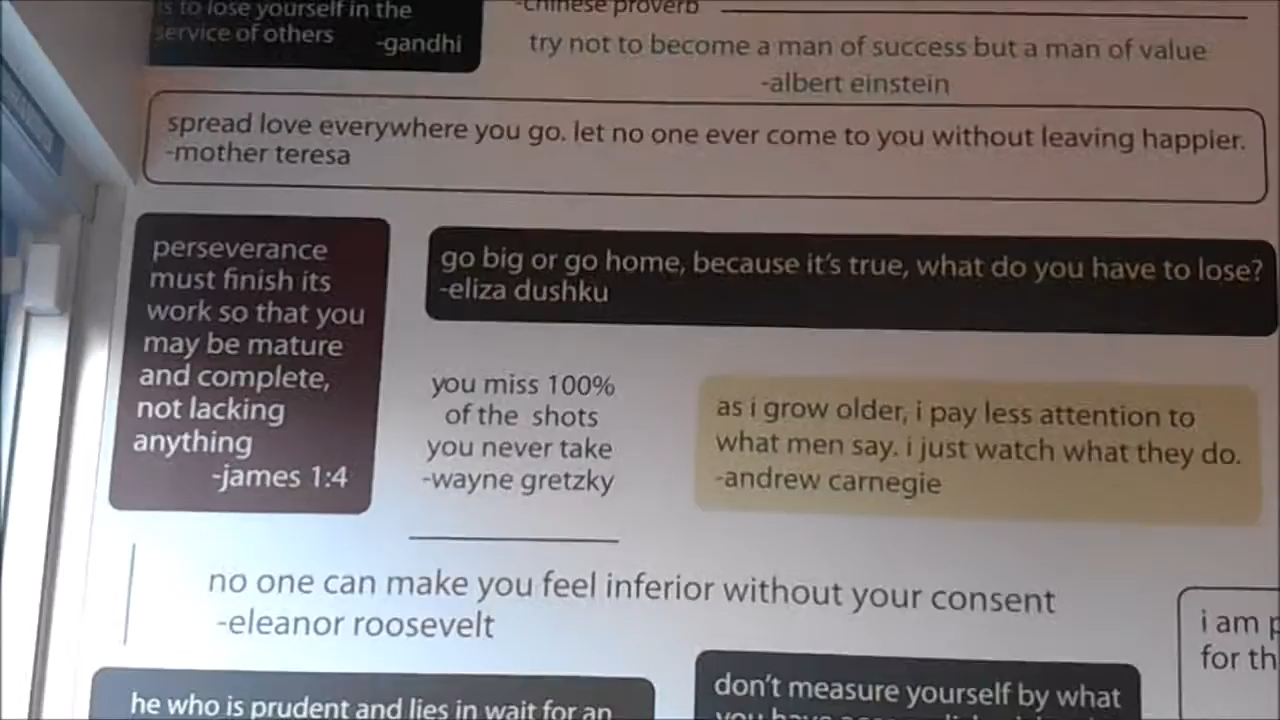 is to lose yourself in the
service of others -gandhi
-chinese proverb
try not to become a man of success but a man of value
-albert einstein
spread love everywhere you go. let no one ever come to you without leaving happier.
-mother teresa
perseverance
must finish its
work so that you
may be mature
and complete,
not lacking
anything
-james 1:4
go big or go home, because it's true, what do you have to lose?
-eliza dushku
you miss 100%
of the shots
you never take
-wayne gretzky
as i grow older, i pay less attention to
what men say. i just watch what they do.
-andrew carnegie
no one can make you feel inferior without your consent
-eleanor roosevelt
i am
for th
he who is prudent and lies in wait for an
don't measure yourself by what
you have